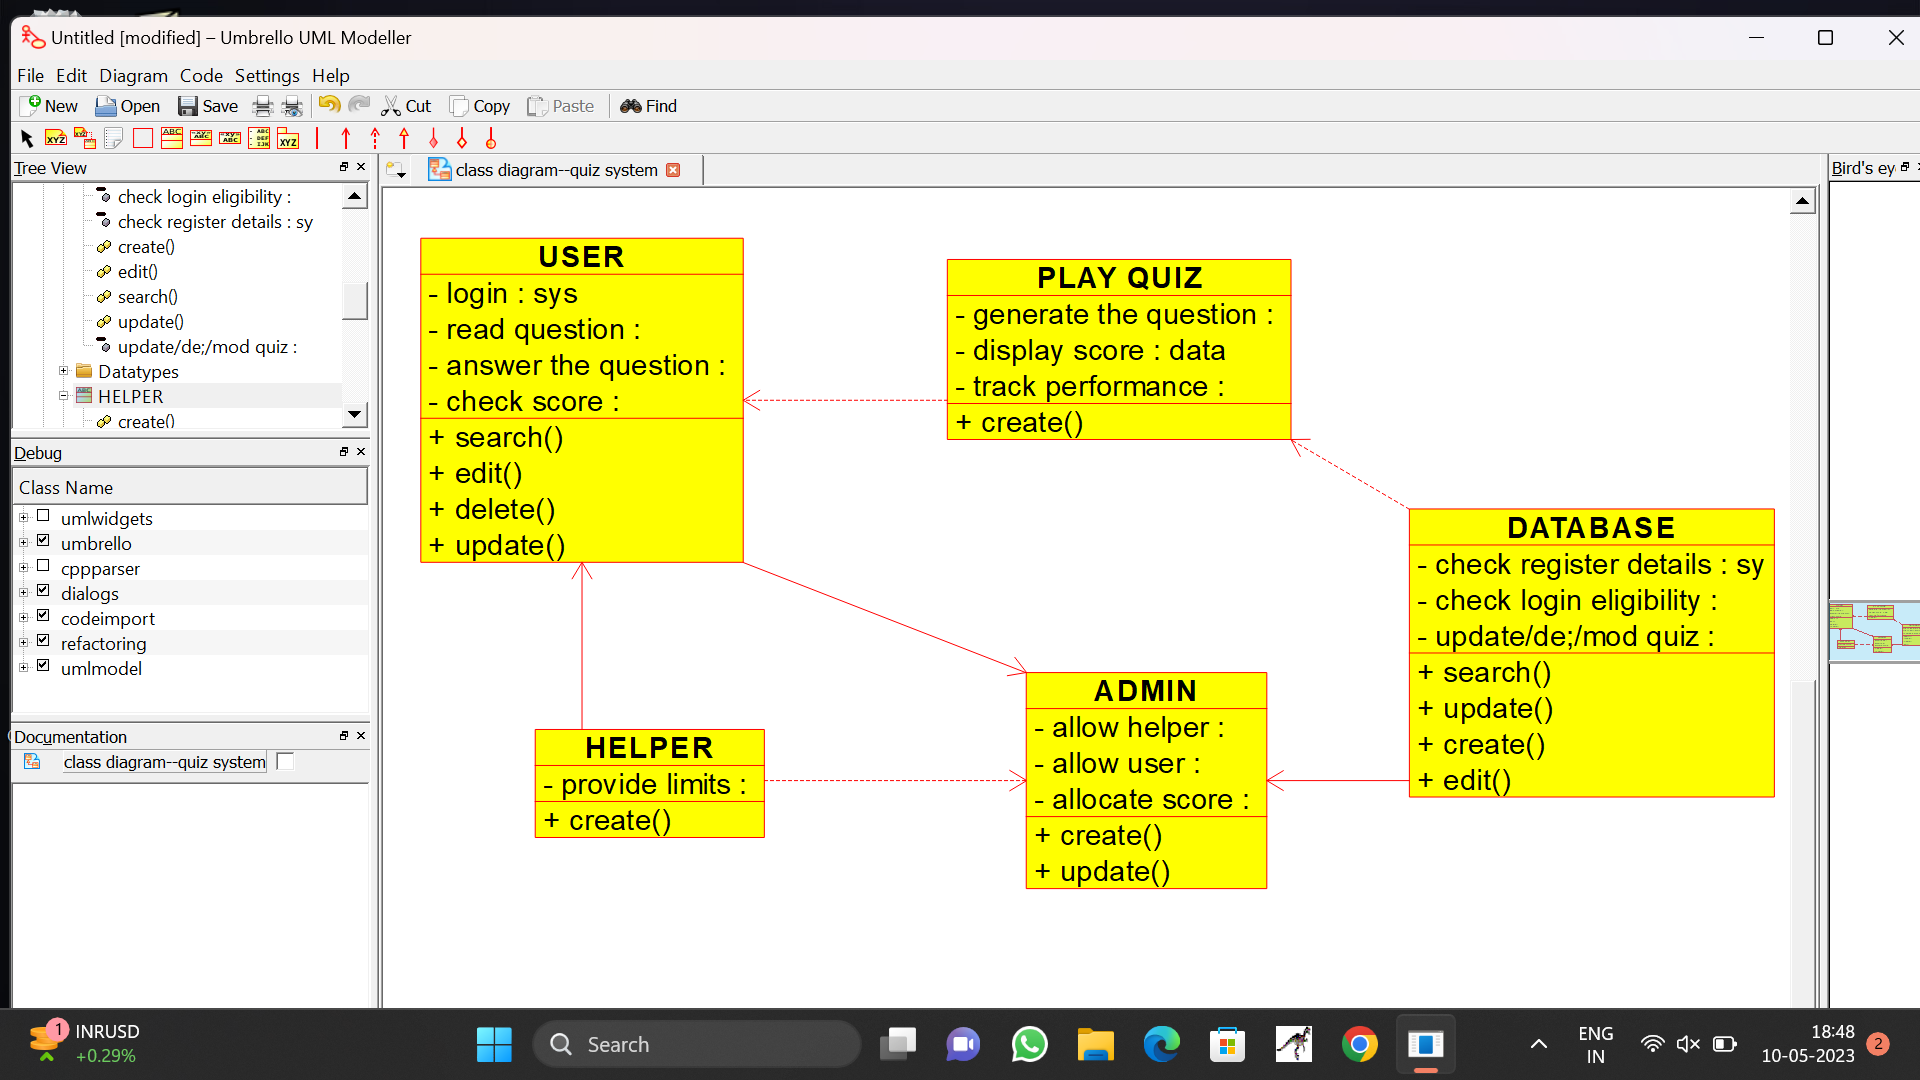 Untitled [modified] – Umbrello UML Modeller
File Edit Diagram Code Settings Help
New Open Save Cut Copy Paste Find
Tree View
check login eligibility :
check register details : sy
create()
edit()
search()
update()
update/de;/mod quiz :
Datatypes
HELPER
create()
Debug
Class Name
umlwidgets
umbrello
cppparser
dialogs
codeimport
refactoring
umlmodel
Documentation
class diagram--quiz system
class diagram--quiz system
Bird's ey
USER
- login : sys
- read question :
- answer the question :
- check score :
+ search()
+ edit()
+ delete()
+ update()
PLAY QUIZ
- generate the question :
- display score : data
- track performance :
+ create()
DATABASE
- check register details : sy
- check login eligibility :
- update/de;/mod quiz :
+ search()
+ update()
+ create()
+ edit()
HELPER
- provide limits :
+ create()
ADMIN
- allow helper :
- allow user :
- allocate score :
+ create()
+ update()
1 INRUSD
+0.29%
Search
ENG
IN
18:48
10-05-2023
2